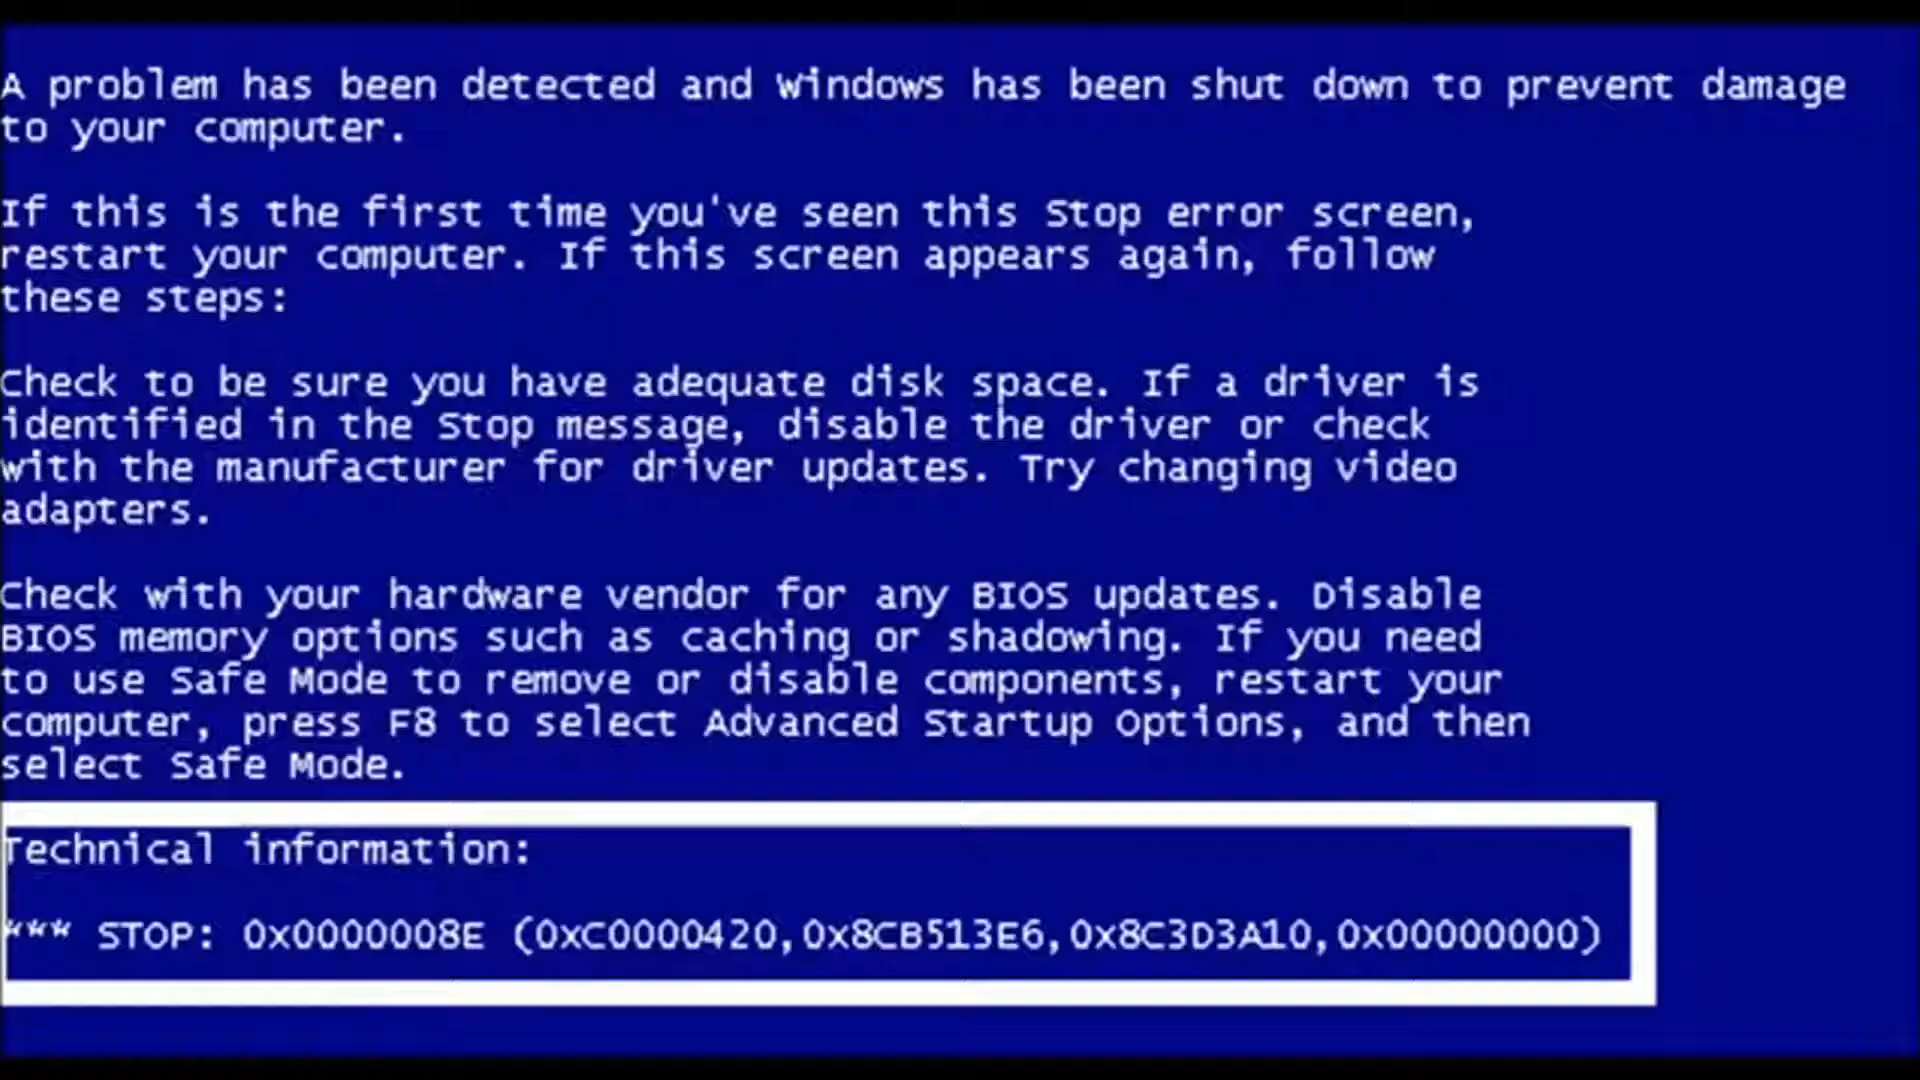 A problem has been detected and Windows has been shut down to prevent damage
to your computer.
If this is the first time you've seen this Stop error screen,
restart your computer. If this screen appears again, follow
these steps:
Check to be sure you have adequate disk space. If a driver is
identified in the Stop message, disable the driver or check
with the manufacturer for driver updates. Try changing video
adapters.
Check with your hardware vendor for any BIOS updates. Disable
BIOS memory options such as caching or shadowing. If you need
to use Safe Mode to remove or disable components, restart your
computer, press F8 to select Advanced Startup Options, and then
select Safe Mode.
Technical information:
*** STOP: 0x0000008E (0xC0000420,0x8CB513E6,0x8C3D3A10,0x00000000)